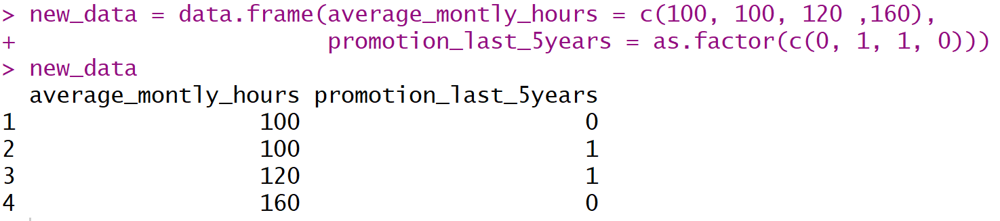 > new_data = data.frame(average_montly_hours = c(100, 100, 120 ,160),
+                       promotion_last_5years = as.factor(c(0, 1, 1, 0)))
> new_data
  average_montly_hours promotion_last_5years
1                  100                     0
2                  100                     1
3                  120                     1
4                  160                     0